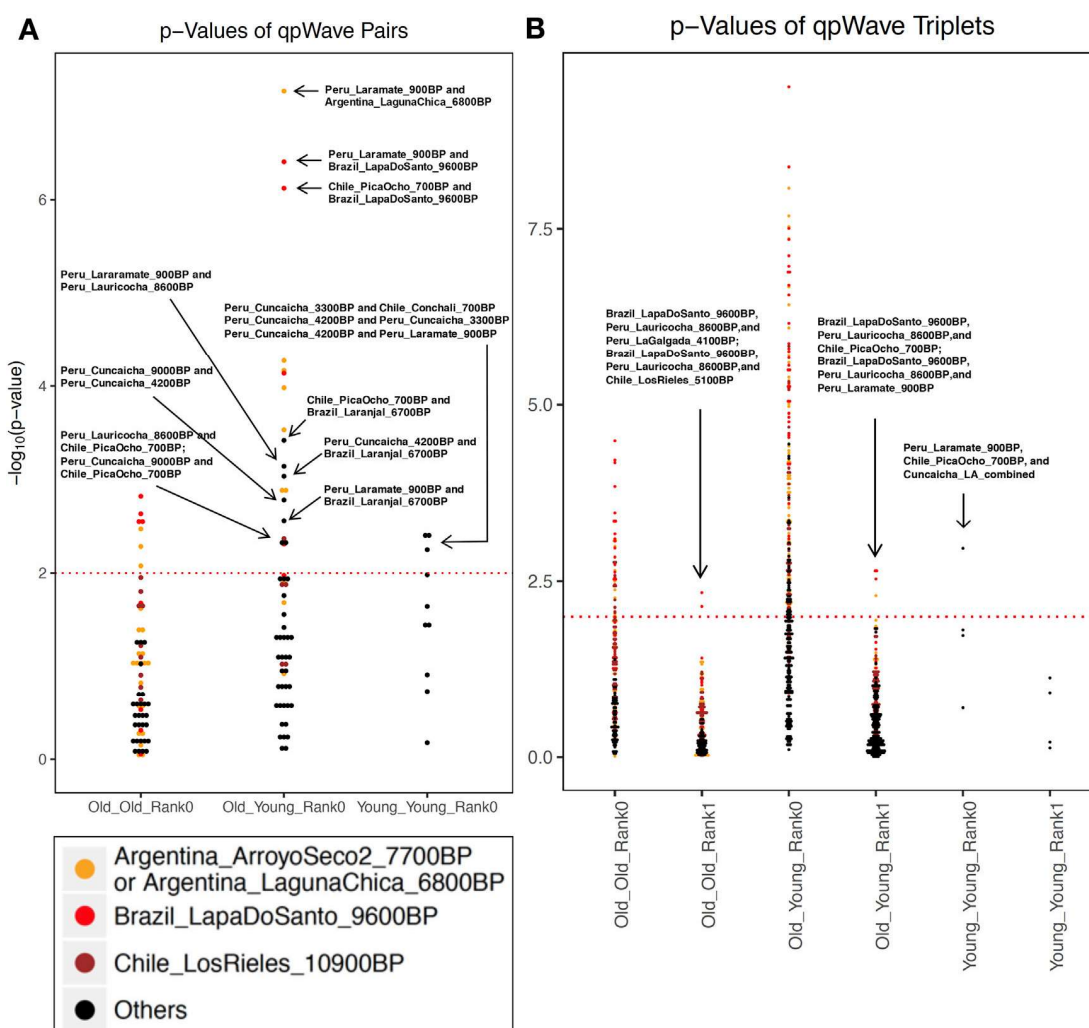 A
p−Values of qpWave Pairs
−log10(p−value)
6
4
2
0
Peru_Laramate_900BP and
Argentina_LagunaChica_6800BP
Peru_Laramate_900BP and
Brazil_LapaDoSanto_9600BP
Chile_PicaOcho_700BP and
Brazil_LapaDoSanto_9600BP
Peru_Lararamate_900BP and
Peru_Lauricocha_8600BP
Peru_Cuncaicha_3300BP and Chile_Conchali_700BP
Peru_Cuncaicha_4200BP and Peru_Cuncaicha_3300BP
Peru_Cuncaicha_4200BP and Peru_Laramate_900BP
Peru_Cuncaicha_9000BP and
Peru_Cuncaicha_4200BP
Chile_PicaOcho_700BP and
Brazil_Laranjal_6700BP
Peru_Lauricocha_8600BP and
Chile_PicaOcho_700BP;
Peru_Cuncaicha_9000BP and
Chile_PicaOcho_700BP
Peru_Cuncaicha_4200BP and
Brazil_Laranjal_6700BP
Peru_Laramate_900BP and
Brazil_Laranjal_6700BP
Old_Old_Rank0
Old_Young_Rank0
Young_Young_Rank0
Argentina_ArroyoSeco2_7700BP
or Argentina_LagunaChica_6800BP
Brazil_LapaDoSanto_9600BP
Chile_LosRieles_10900BP
Others
B
p−Values of qpWave Triplets
7.5
5.0
2.5
0.0
Brazil_LapaDoSanto_9600BP,
Peru_Lauricocha_8600BP,and
Peru_LaGalgada_4100BP;
Brazil_LapaDoSanto_9600BP,
Peru_Lauricocha_8600BP,and
Chile_LosRieles_5100BP
Brazil_LapaDoSanto_9600BP,
Peru_Lauricocha_8600BP,and
Chile_PicaOcho_700BP;
Brazil_LapaDoSanto_9600BP,
Peru_Lauricocha_8600BP,and
Peru_Laramate_900BP
Peru_Laramate_900BP,
Chile_PicaOcho_700BP, and
Cuncaicha_LA_combined
Old_Old_Rank0
Old_Old_Rank1
Old_Young_Rank0
Old_Young_Rank1
Young_Young_Rank0
Young_Young_Rank1